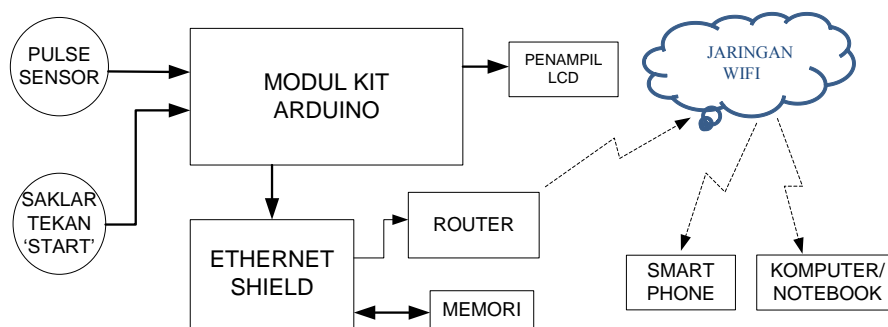 PULSE
SENSOR
MODUL KIT
ARDUINO
PENAMPIL
LCD
JARINGAN
WIFI
SAKLAR
TEKAN
‘START’
ETHERNET
SHIELD
ROUTER
MEMORI
SMART
PHONE
KOMPUTER/
NOTEBOOK